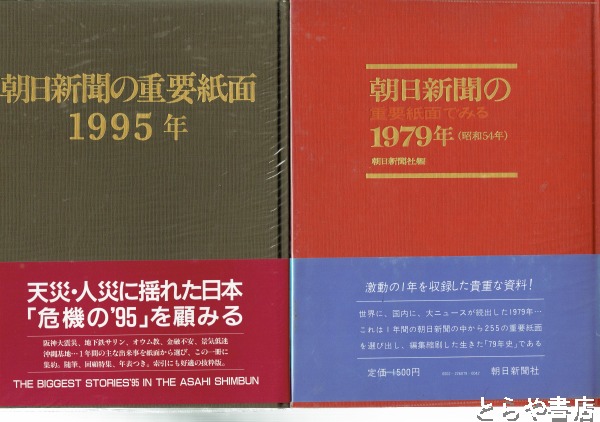 朝日新聞の重要紙面
1995年
天災・人災に揺れた日本
「危機の'95」を顧みる
阪神大震災、地下鉄サリン、オウム教、金融不安、景気低迷
沖縄基地…1年間の主な出来事を紙面から選び、この一冊に
集約。随筆、回顧特集、年表つき。索引にも好適の抜粋版。
THE BIGGEST STORIES'95 IN THE ASAHI SHIMBUN
朝日新聞の
重要紙面でみる
1979年(昭和54年)
朝日新聞社編
激動の1年を収録した貴重な資料!
世界に、国内に、大ニュースが続出した1979年…
これは1年間の朝日新聞の中から255の重要紙面
を選び出し、編集縮刷した生きた「79年史」である
定価 1500円
朝日新聞社
とらや書店